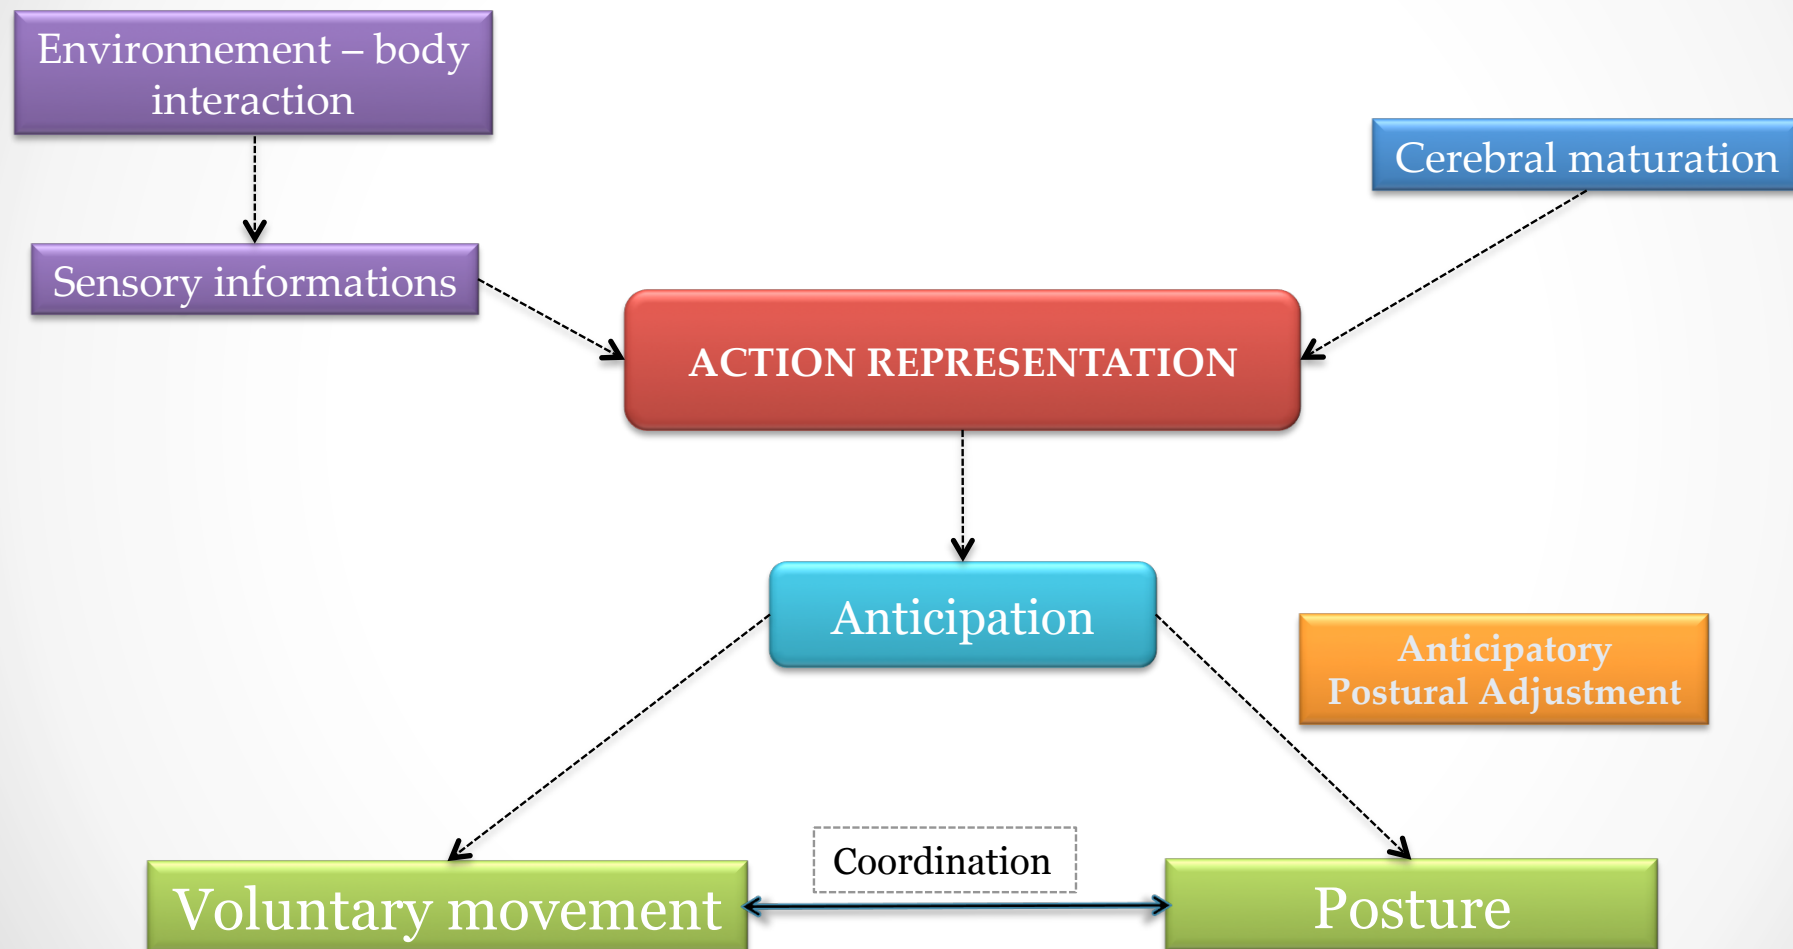 Environnement – body
interaction
Cerebral maturation
Sensory informations
ACTION REPRESENTATION
Anticipation
Anticipatory
Postural Adjustment
Coordination
Voluntary movement
Posture